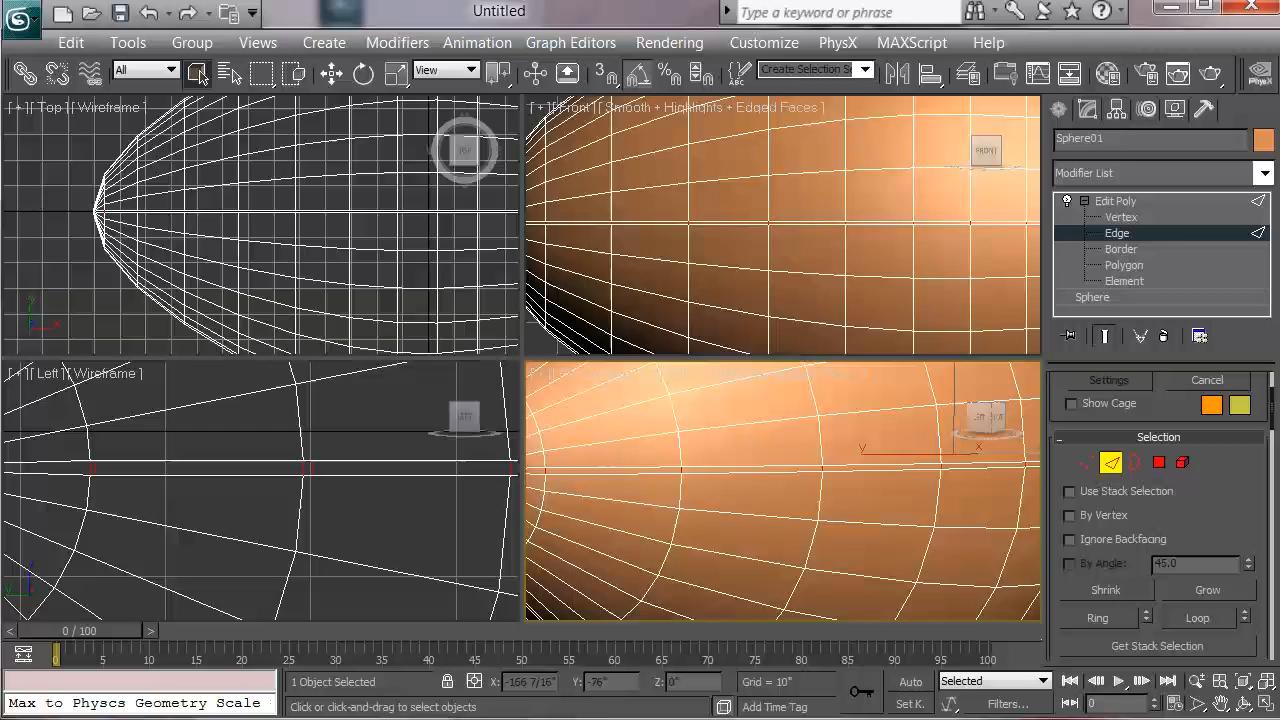 Untitled
Type a keyword or phrase
Edit Tools Group Views Create Modifiers Animation Graph Editors Rendering Customize PhysX MAXScript Help
All View Create Selection Se
[ + ] [ Top ] [ Wireframe ]
[ + ] [ Front ] [ Smooth + Highlights + Edged Faces ]
TOP
FRONT
Sphere01
Modifier List
Edit Poly
Vertex
Edge
Border
Polygon
Element
Sphere
[ + ] [ Left ] [ Wireframe ]
LEFT
y x
Settings Cancel
Show Cage
Selection
Use Stack Selection
By Vertex
Ignore Backfacing
By Angle: 45.0
Shrink Grow
Ring Loop
Get Stack Selection
0 / 100
0 5 10 15 20 25 30 35 40 45 50 55 60 65 70 75 80 85 90 95 100
1 Object Selected X: -166 7/16" Y: -76" Z: 0" Grid = 10" Auto Selected
Max to Physcs Geometry Scale Click or click-and-drag to select objects Add Time Tag Set K. Filters... 0